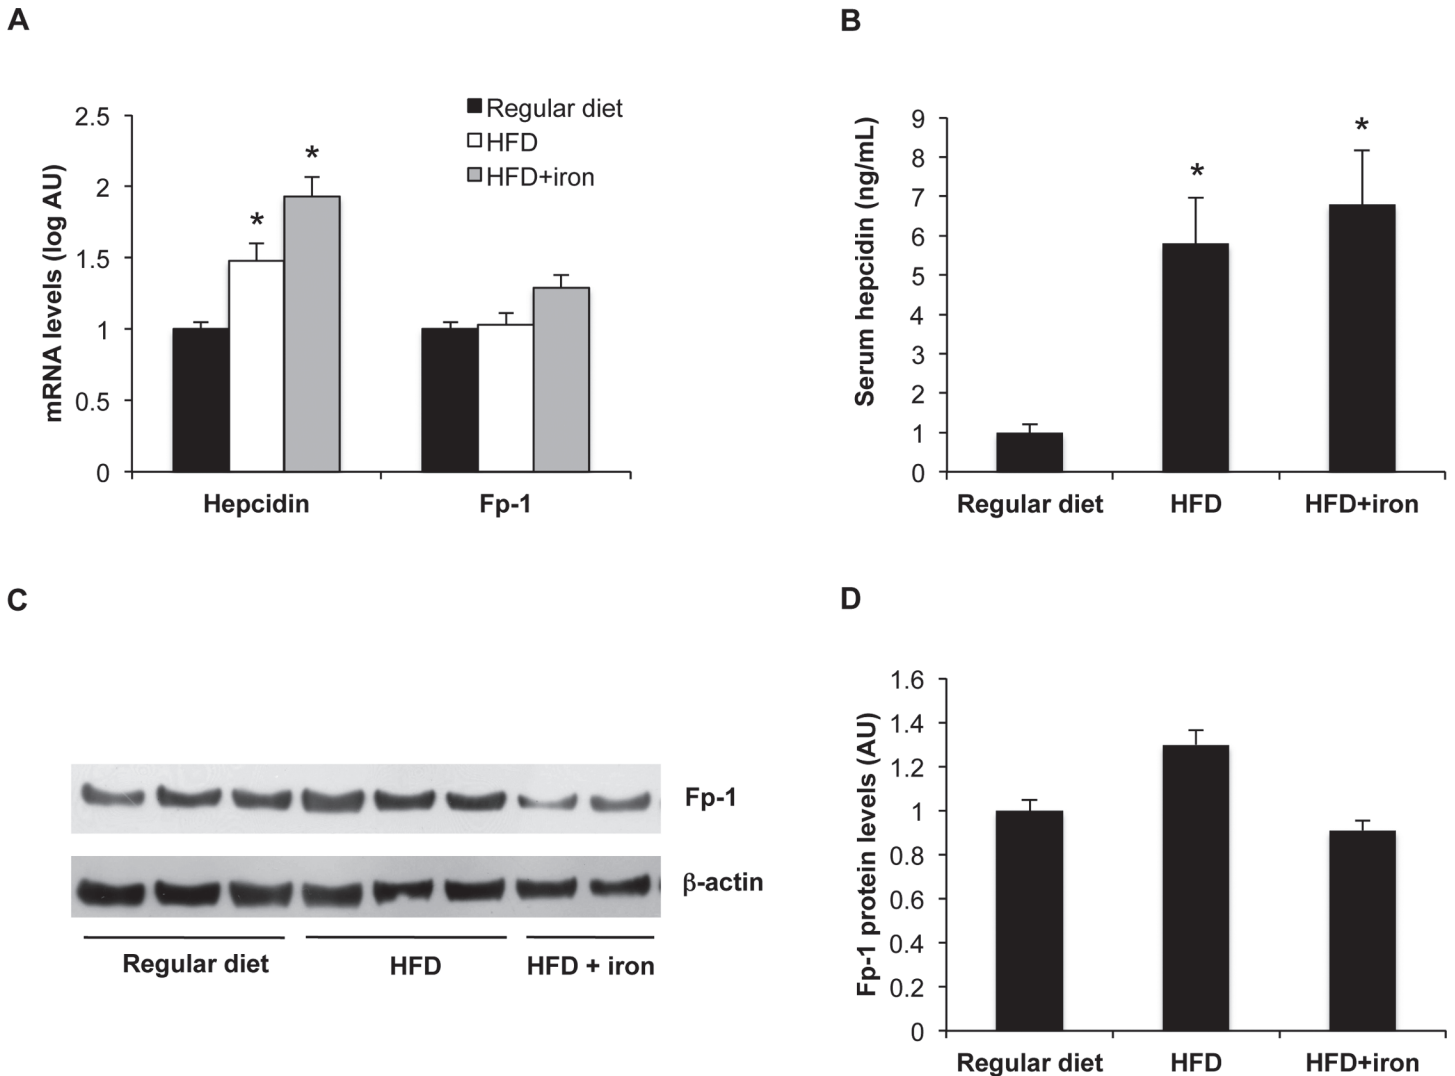 A
mRNA levels (log AU)
2.5
2
1.5
1
0.5
0
* *
Regular diet
HFD
HFD+iron
Hepcidin Fp-1
B
Serum hepcidin (ng/mL)
9
8
7
6
5
4
3
2
1
0
* *
Regular diet HFD HFD+iron
C
Fp-1
β-actin
Regular diet HFD HFD + iron
D
Fp-1 protein levels (AU)
1.6
1.4
1.2
1
0.8
0.6
0.4
0.2
0
Regular diet HFD HFD+iron